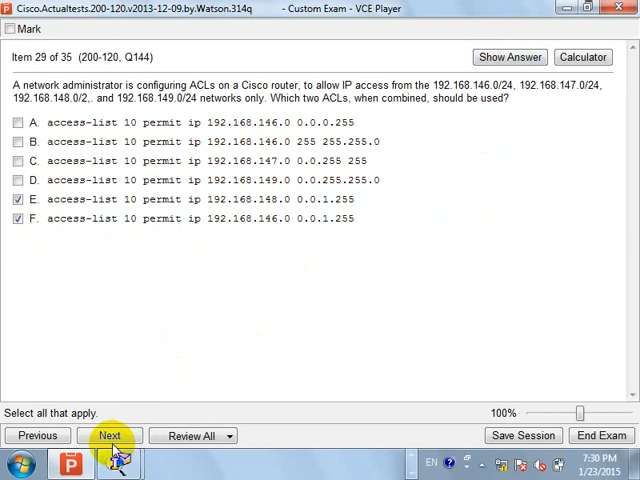 Cisco.Actualtests.200-120.v2013-12-09.by.Watson.314q - Custom Exam - VCE Player
Mark
Item 29 of 35 (200-120, Q144)
Show Answer
Calculator
A network administrator is configuring ACLs on a Cisco router, to allow IP access from the 192.168.146.0/24, 192.168.147.0/24,
192.168.148.0/2,. and 192.168.149.0/24 networks only. Which two ACLs, when combined, should be used?
A. access-list 10 permit ip 192.168.146.0 0.0.0.255
B. access-list 10 permit ip 192.168.146.0 255 255.255.0
C. access-list 10 permit ip 192.168.147.0 0.0.255 255
D. access-list 10 permit ip 192.168.149.0 0.0.255.255.0
E. access-list 10 permit ip 192.168.148.0 0.0.1.255
F. access-list 10 permit ip 192.168.146.0 0.0.1.255
Select all that apply.
100%
Previous
Next
Review All
Save Session
End Exam
EN
7:30 PM
1/23/2015